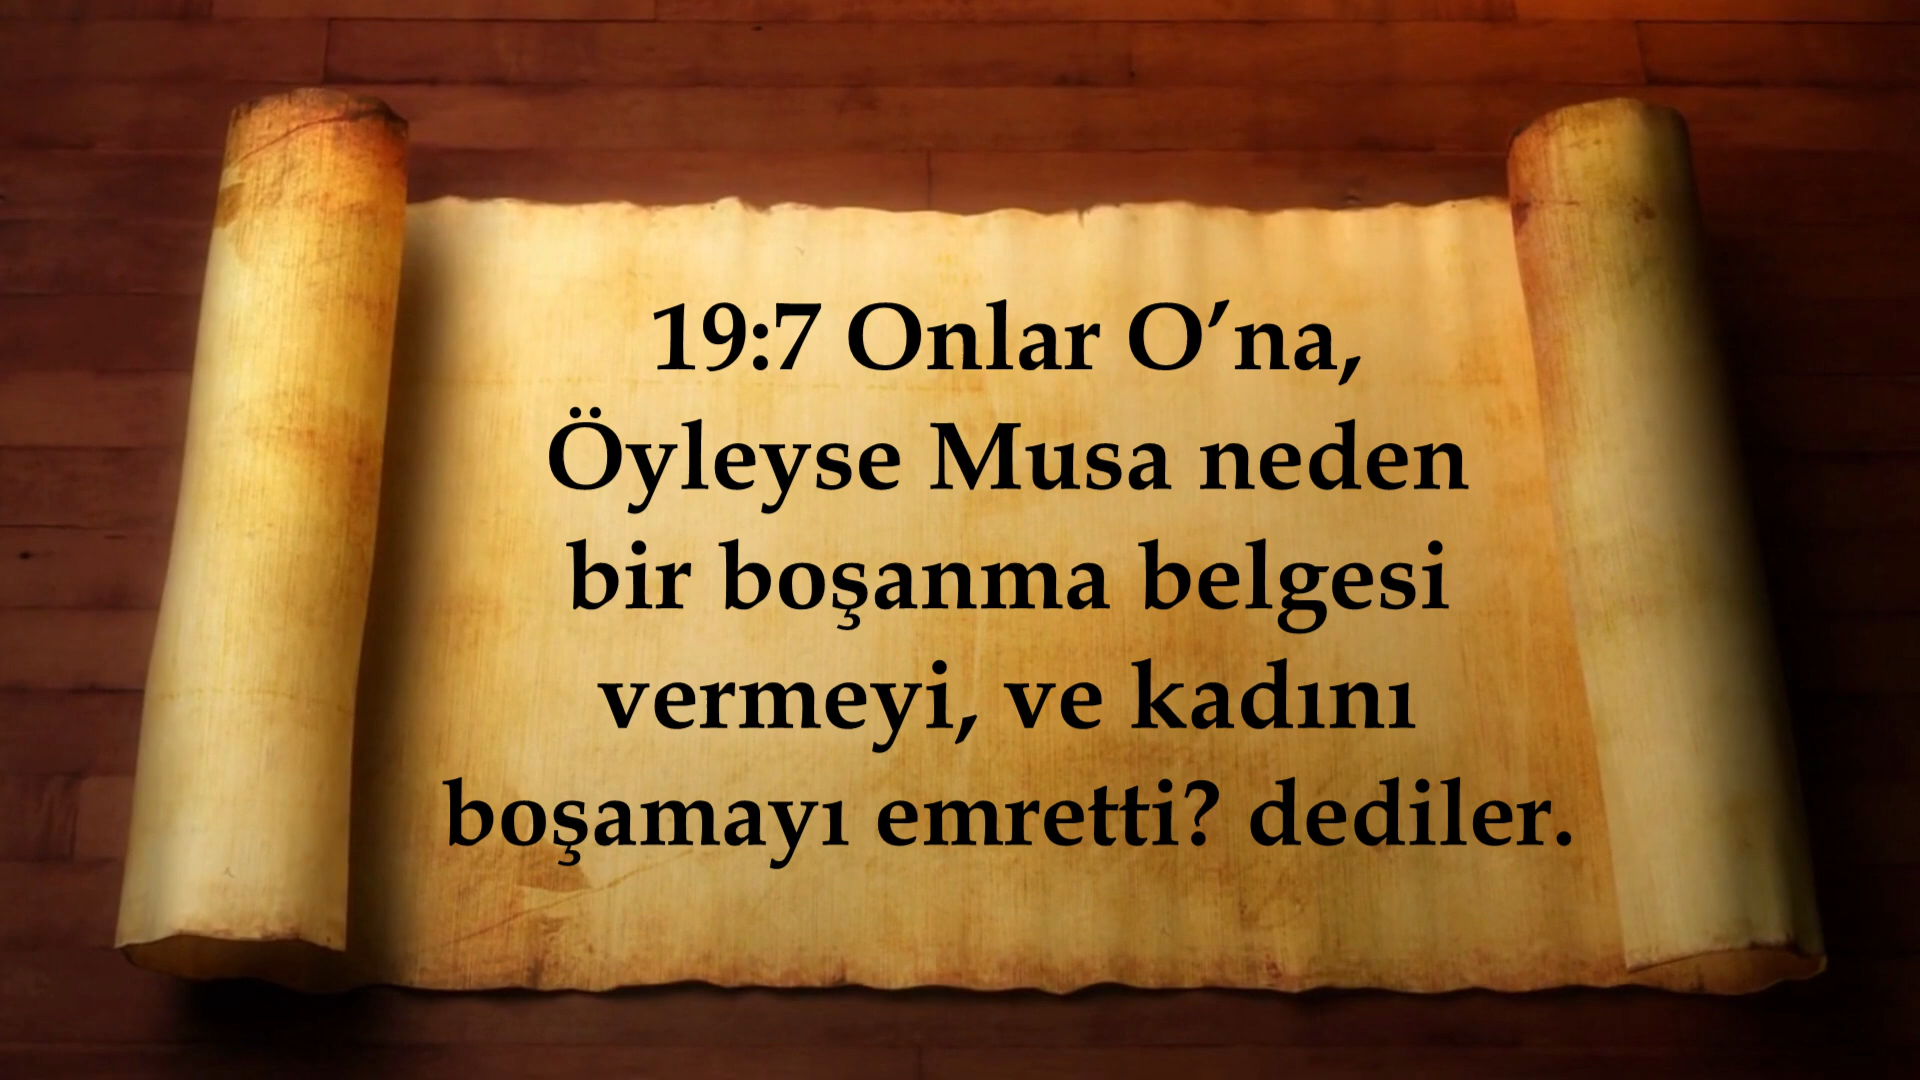 19:7 Onlar O’na,
Öyleyse Musa neden
bir boşanma belgesi
vermeyi, ve kadını
boşamayı emretti? dediler.